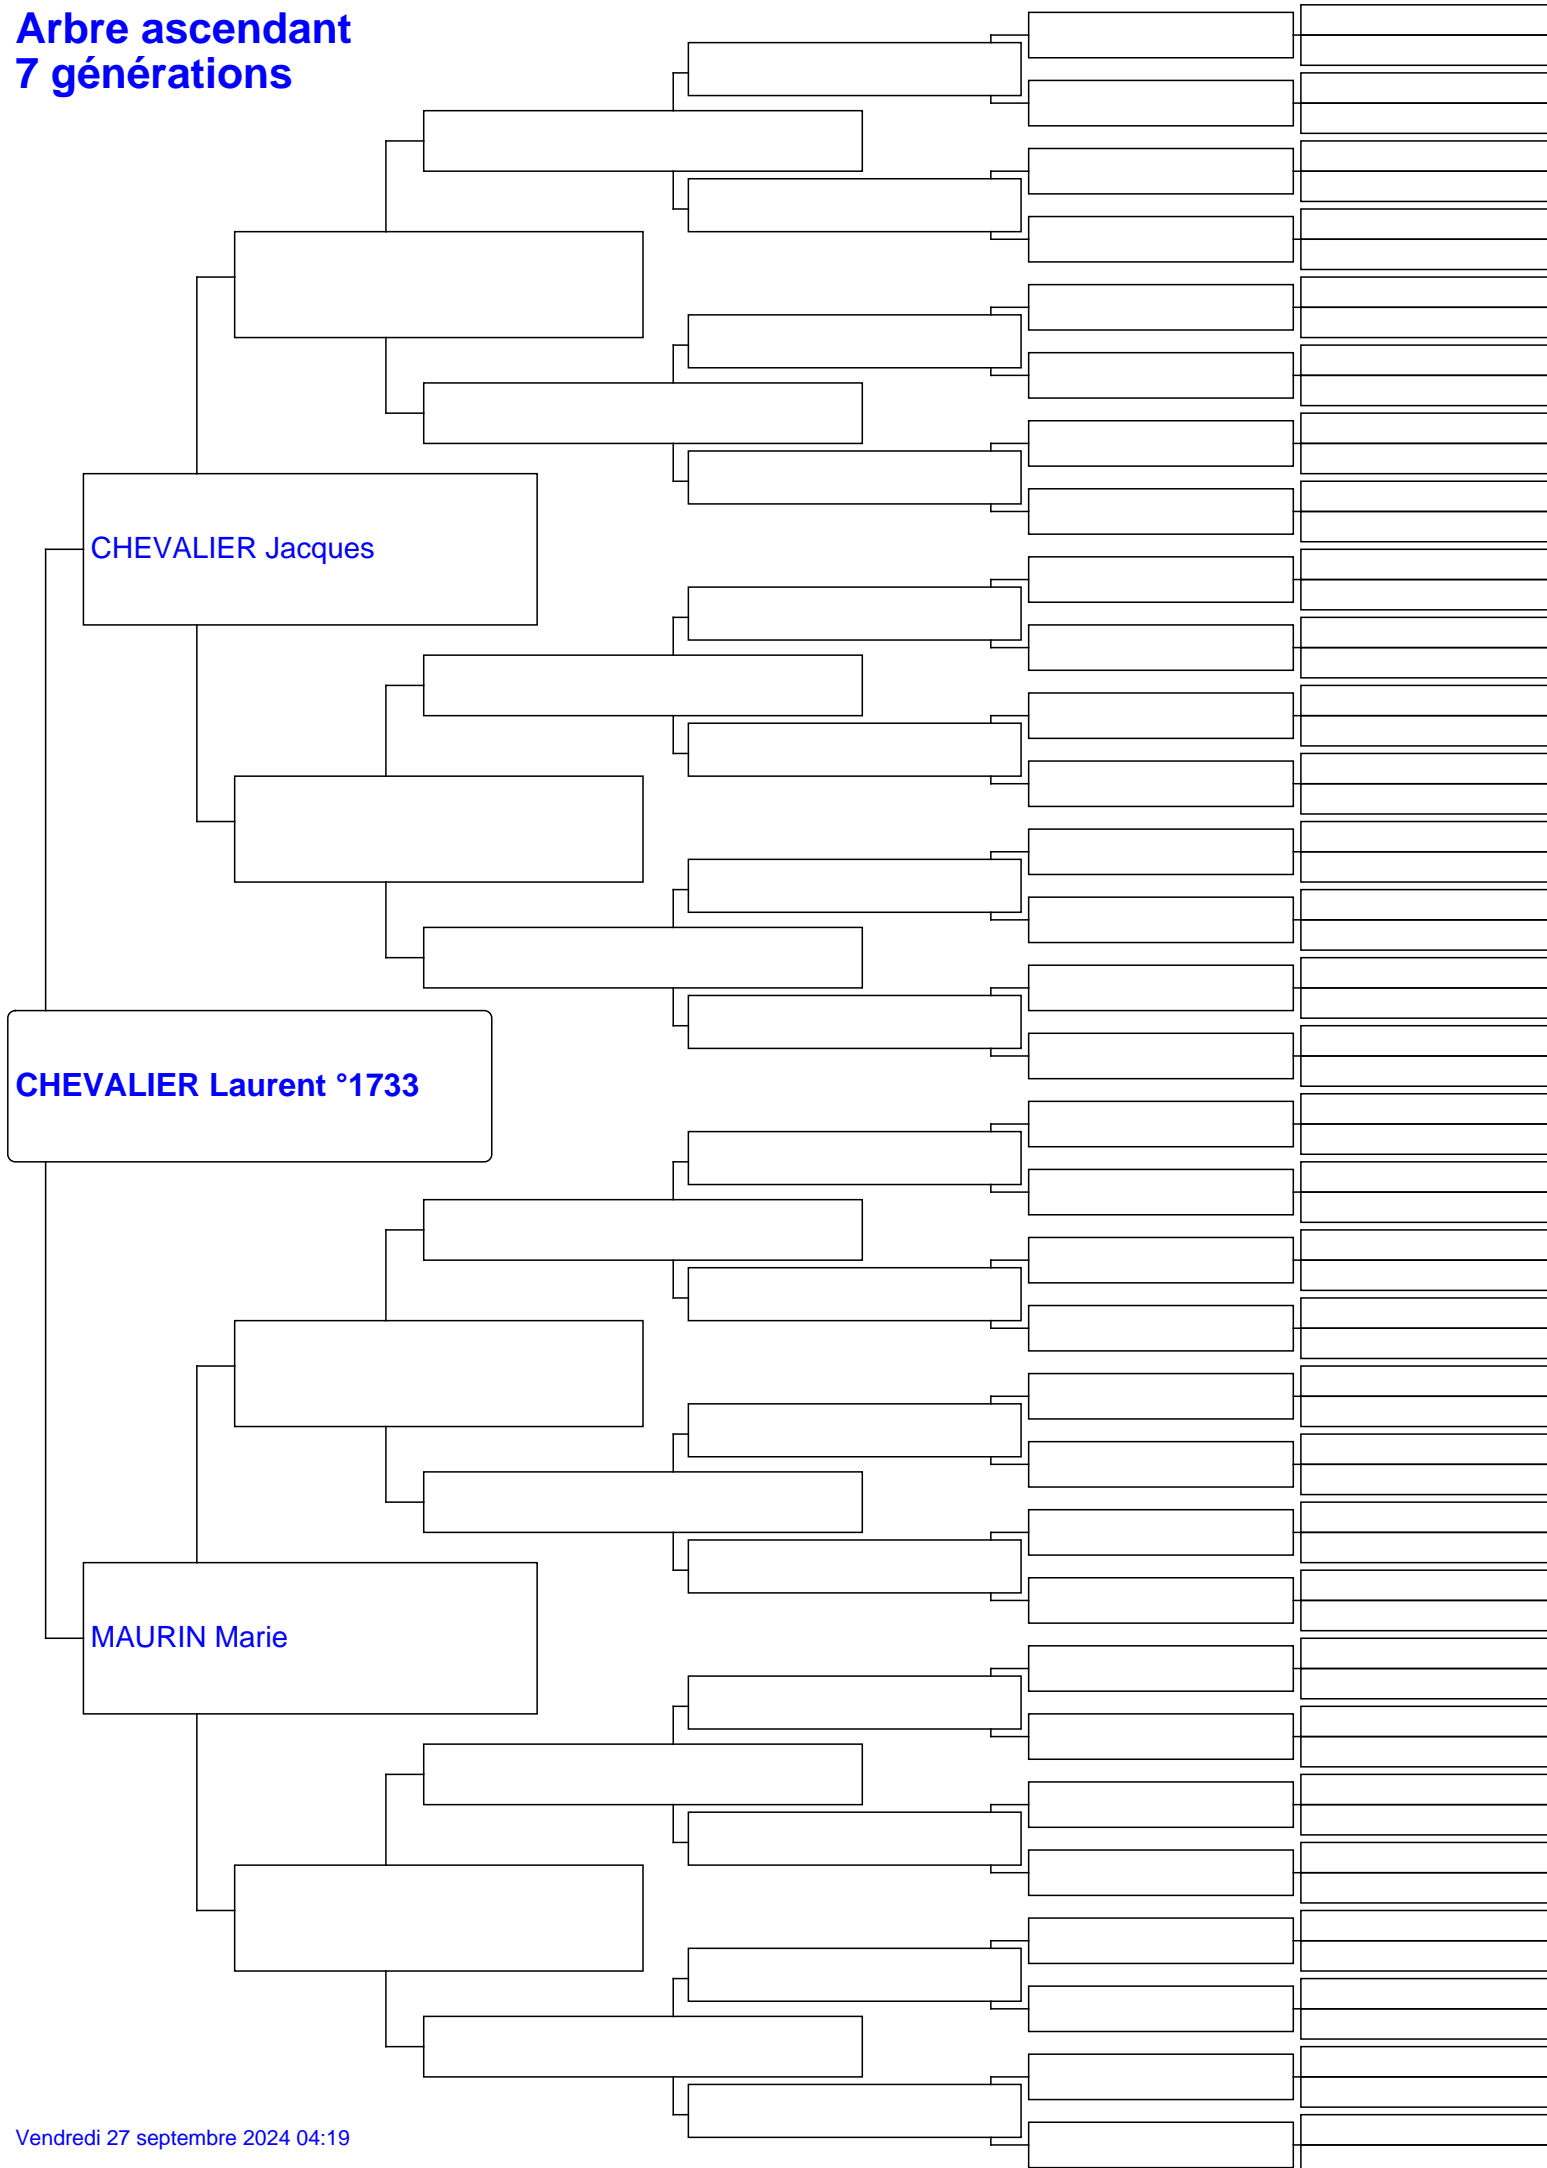 Arbre ascendant
7 générations
CHEVALIER Jacques
CHEVALIER Laurent °1733
MAURIN Marie
Vendredi 27 septembre 2024 04:19